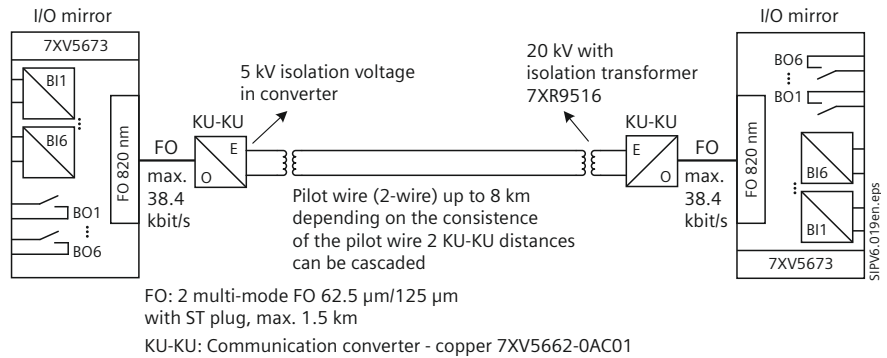 I/O mirror
7XV5673
BI1
BI6
BO1
BO6
FO 820 nm
FO
max.
38.4
kbit/s
5 kV isolation voltage
in converter
KU-KU
E
O
Pilot wire (2-wire) up to 8 km
depending on the consistence
of the pilot wire 2 KU-KU distances
can be cascaded
20 kV with
isolation transformer
7XR9516
KU-KU
E
O
FO
max.
38.4
kbit/s
I/O mirror
BO6
BO1
FO 820 nm
BI6
BI1
7XV5673
SIPV6.019en.eps
FO: 2 multi-mode FO 62.5 μm/125 μm
with ST plug, max. 1.5 km
KU-KU: Communication converter - copper 7XV5662-0AC01